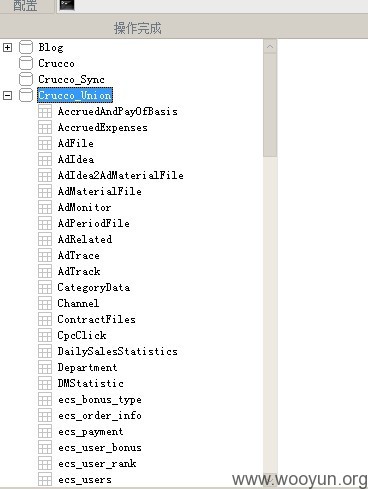 配置
操作完成
Blog
Crucco
Crucco_Sync
Crucco_Union
AccruedAndPayOfBasis
AccruedExpenses
AdFile
AdIdea
AdIdea2AdMaterialFile
AdMaterialFile
AdMonitor
AdPeriodFile
AdRelated
AdTrace
AdTrack
CategoryData
Channel
ContractFiles
CpcClick
DailySalesStatistics
Department
DMStatistic
ecs_bonus_type
ecs_order_info
ecs_payment
ecs_user_bonus
ecs_user_rank
ecs_users
www.wooyun.org